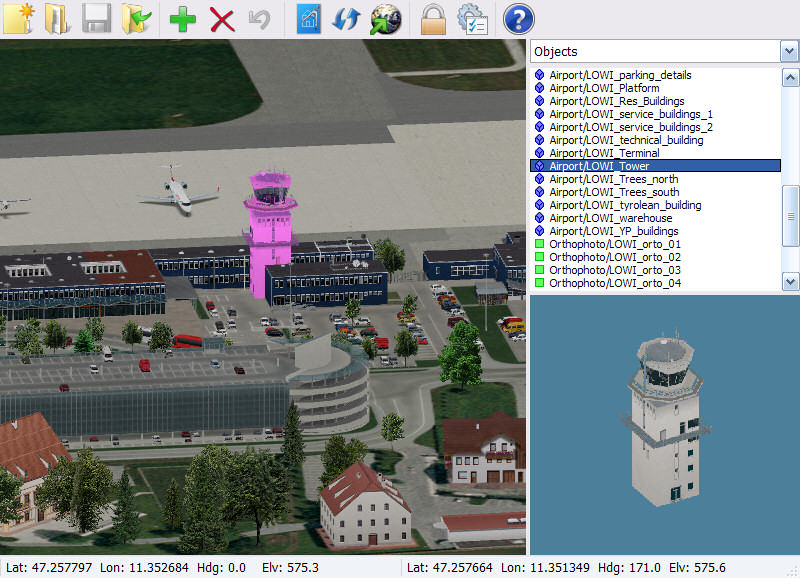 Objects
Airport/LOWI_parking_details
Airport/LOWI_Platform
Airport/LOWI_Res_Buildings
Airport/LOWI_service_buildings_1
Airport/LOWI_service_buildings_2
Airport/LOWI_technical_building
Airport/LOWI_Terminal
Airport/LOWI_Tower
Airport/LOWI_Trees_north
Airport/LOWI_Trees_south
Airport/LOWI_tyrolean_building
Airport/LOWI_warehouse
Airport/LOWI_YP_buildings
Orthophoto/LOWI_orto_01
Orthophoto/LOWI_orto_02
Orthophoto/LOWI_orto_03
Orthophoto/LOWI_orto_04
Lat: 47.257797 Lon: 11.352684 Hdg: 0.0 Elv: 575.3
Lat: 47.257664 Lon: 11.351349 Hdg: 171.0 Elv: 575.6